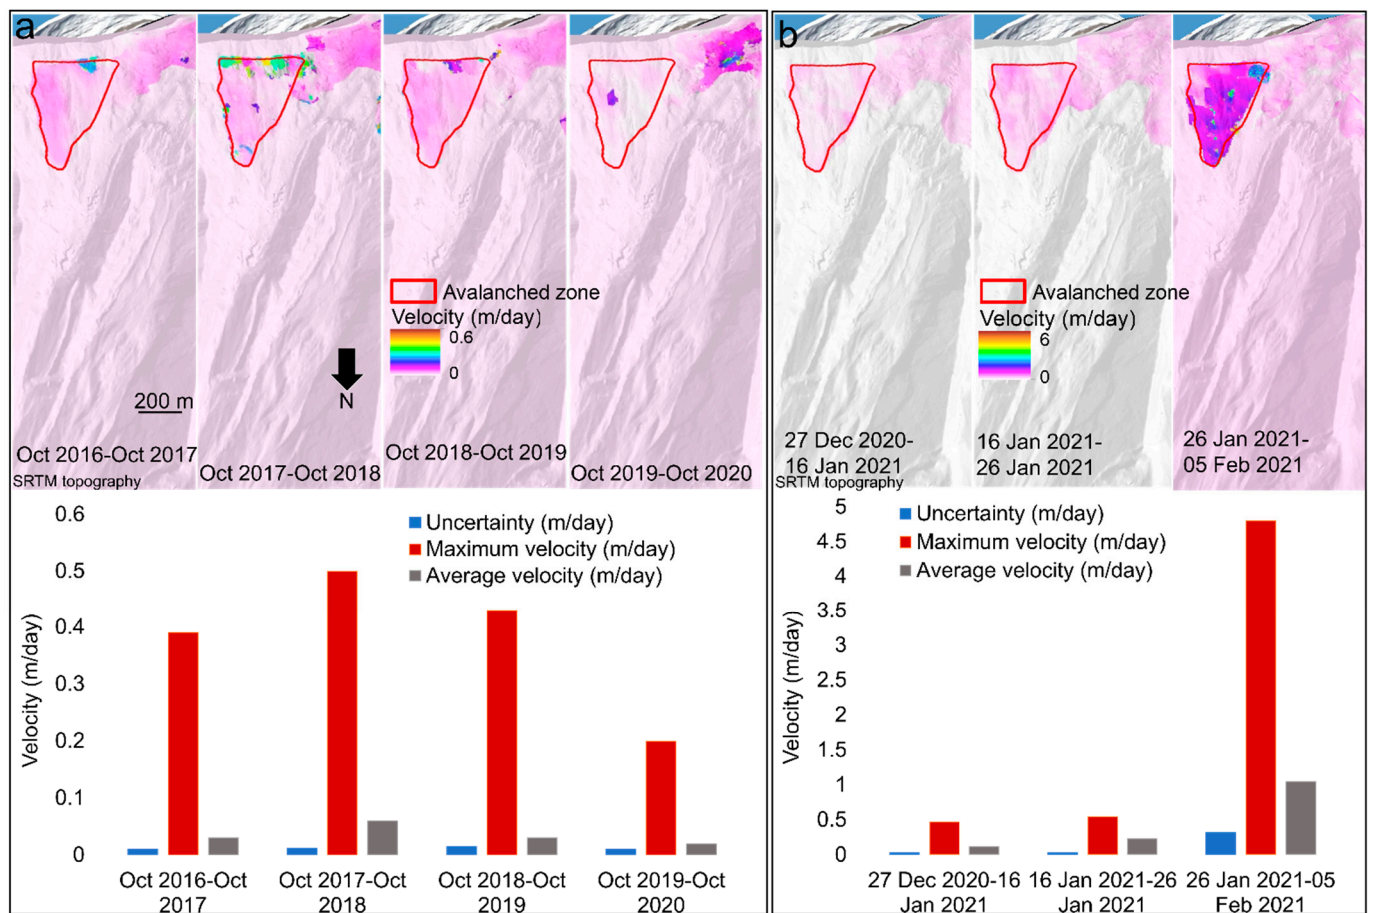 a
Avalanched zone
Velocity (m/day)
0.6
0
N
200 m
Oct 2016-Oct 2017
Oct 2017-Oct 2018
Oct 2018-Oct 2019
Oct 2019-Oct 2020
SRTM topography
0.6
0.5
0.4
0.3
0.2
0.1
0
Velocity (m/day)
Uncertainty (m/day)
Maximum velocity (m/day)
Average velocity (m/day)
Oct 2016-Oct
2017
Oct 2017-Oct
2018
Oct 2018-Oct
2019
Oct 2019-Oct
2020
b
Avalanched zone
Velocity (m/day)
6
0
27 Dec 2020-
16 Jan 2021
16 Jan 2021-
26 Jan 2021
26 Jan 2021-
05 Feb 2021
SRTM topography
5
4.5
4
3.5
3
2.5
2
1.5
1
0.5
0
Velocity (m/day)
Uncertainty (m/day)
Maximum velocity (m/day)
Average velocity (m/day)
27 Dec 2020-16
Jan 2021
16 Jan 2021-26
Jan 2021
26 Jan 2021-05
Feb 2021